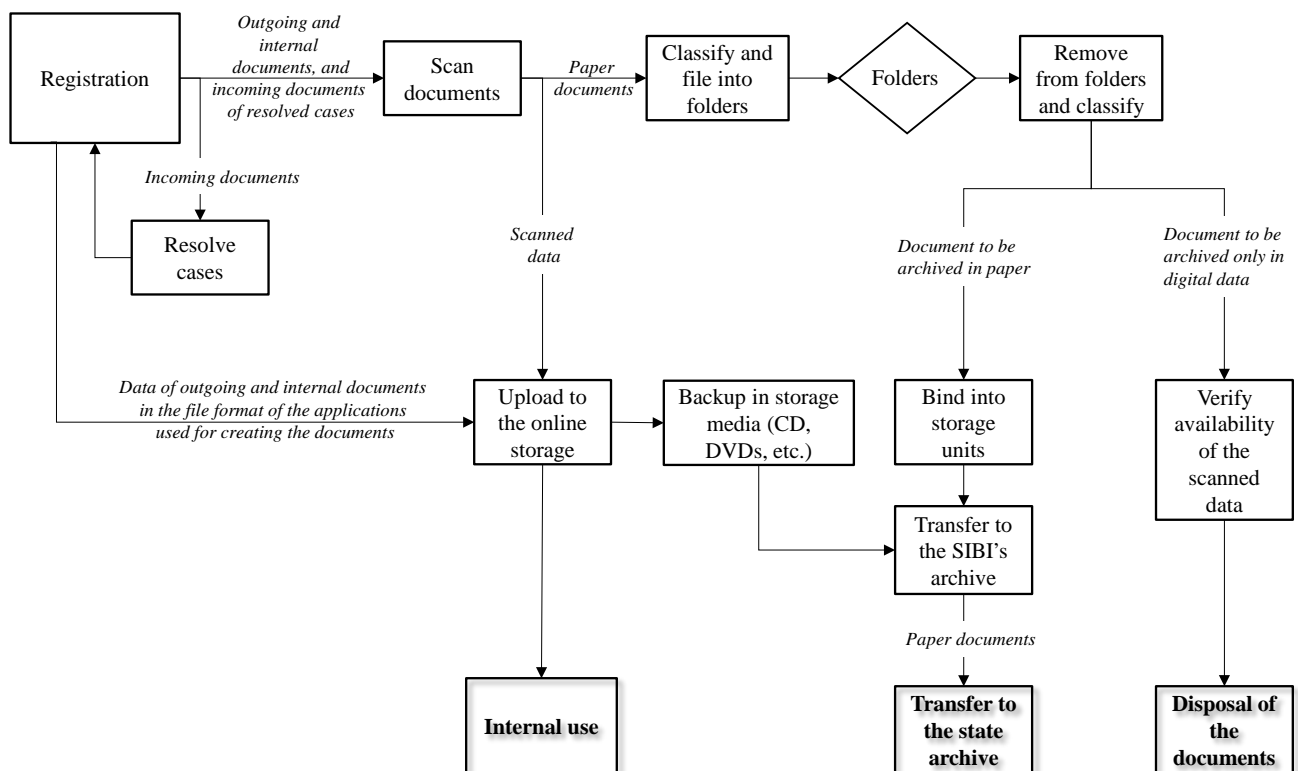 Registration
Outgoing and
internal
documents, and
incoming documents
of resolved cases
Scan
documents
Paper
documents
Classify and
file into
folders
Folders
Remove
from folders
and classify
Incoming documents
Resolve
cases
Scanned
data
Document to be
archived in paper
Document to be
archived only in
digital data
Data of outgoing and internal documents
in the file format of the applications
used for creating the documents
Upload to
the online
storage
Backup in storage
media (CD,
DVDs, etc.)
Bind into
storage
units
Verify
availability
of the
scanned
data
Transfer to
the SIBI’s
archive
Paper documents
Internal use
Transfer to
the state
archive
Disposal of
the
documents